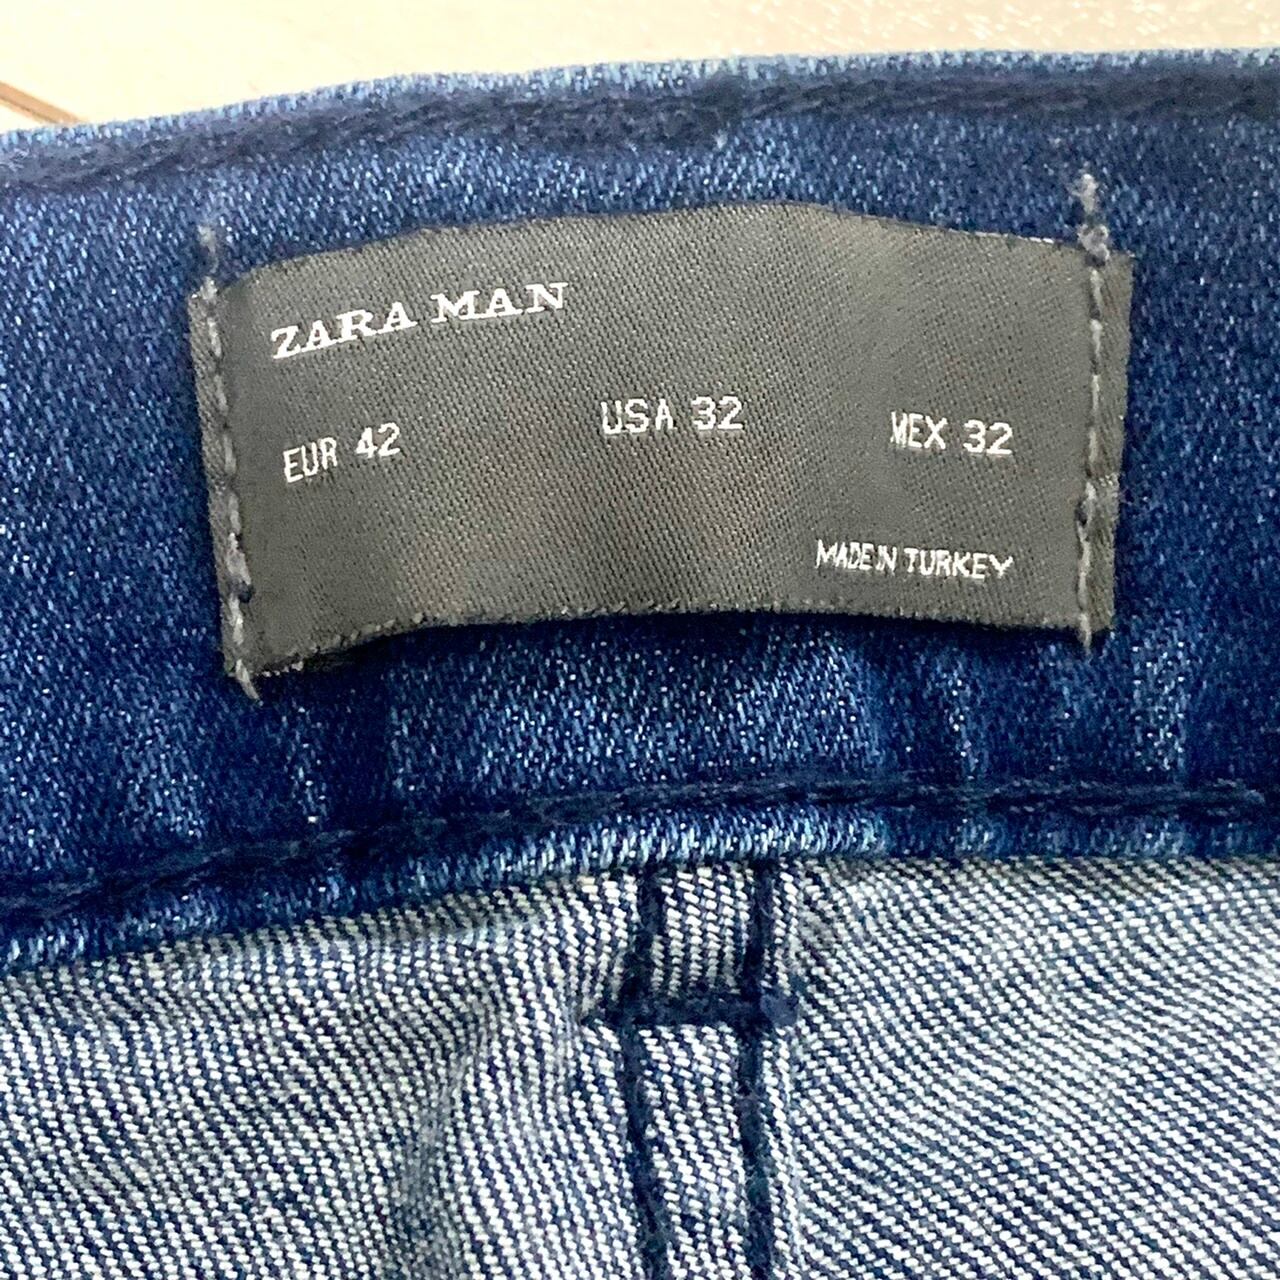 ZARA MAN
EUR 42 USA 32 MEX 32
MADE IN TURKEY